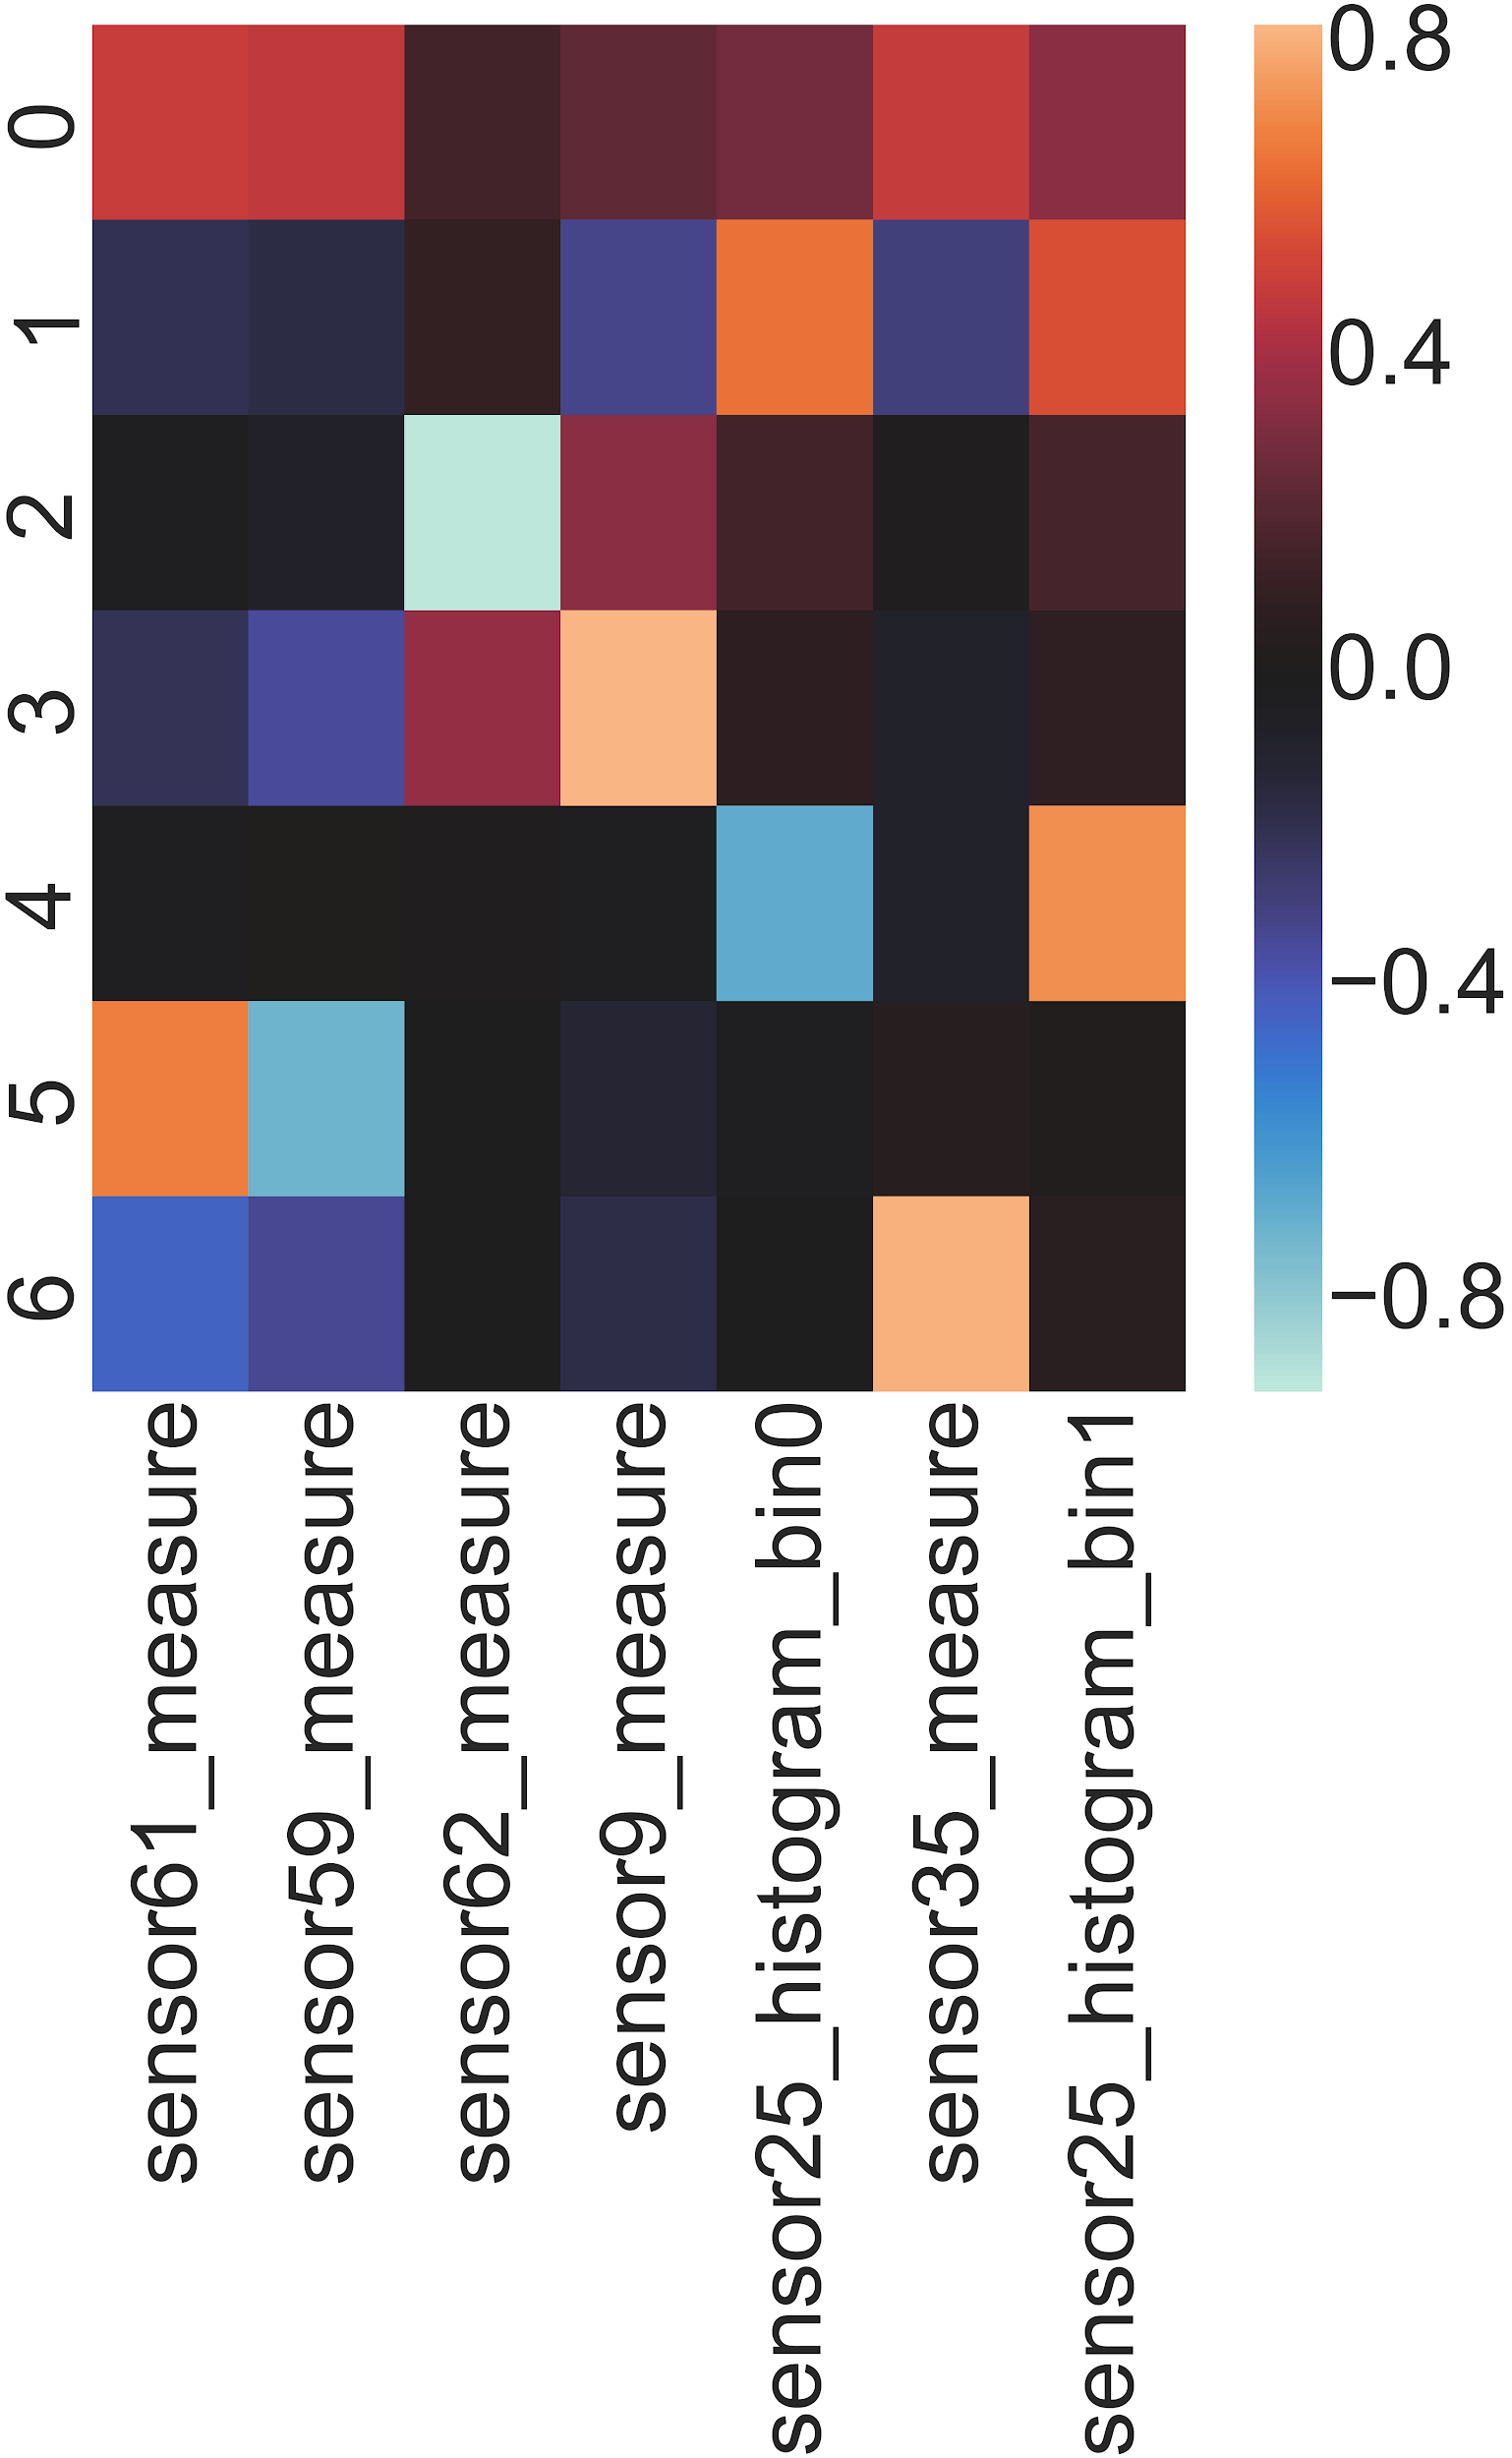 0
1
2
3
4
5
6
0.8
0.4
0.0
−0.4
−0.8
sensor61_measure
sensor59_measure
sensor62_measure
sensor9_measure
sensor25_histogram_bin0
sensor35_measure
sensor25_histogram_bin1